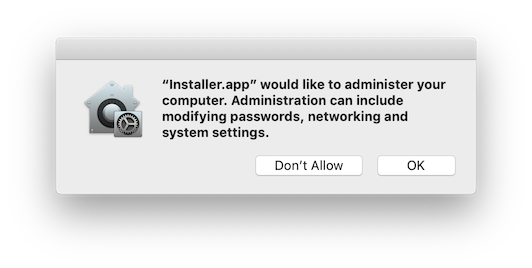 “Installer.app” would like to administer your
computer. Administration can include
modifying passwords, networking and
system settings.
Don’t Allow
OK